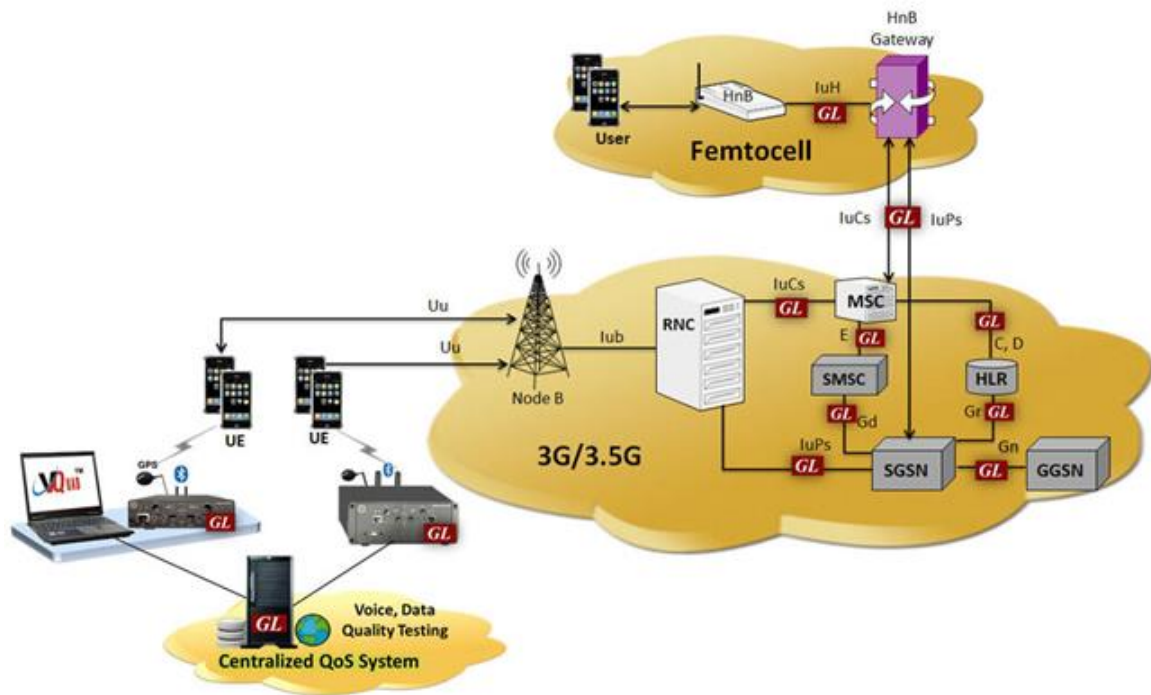 HnB
Gateway
HnB
IuH
GL
User
Femtocell
IuCs
GL
IuPs
Uu
Uu
Iub
Node B
RNC
IuCs
GL
MSC
GL
E
GL
C, D
SMSC
HLR
GL
Gd
Gr
GL
IuPs
GL
SGSN
Gn
GL
GGSN
3G/3.5G
UE
UE
GPS
VQuad™
GL
GL
GL
Voice, Data
Quality Testing
Centralized QoS System